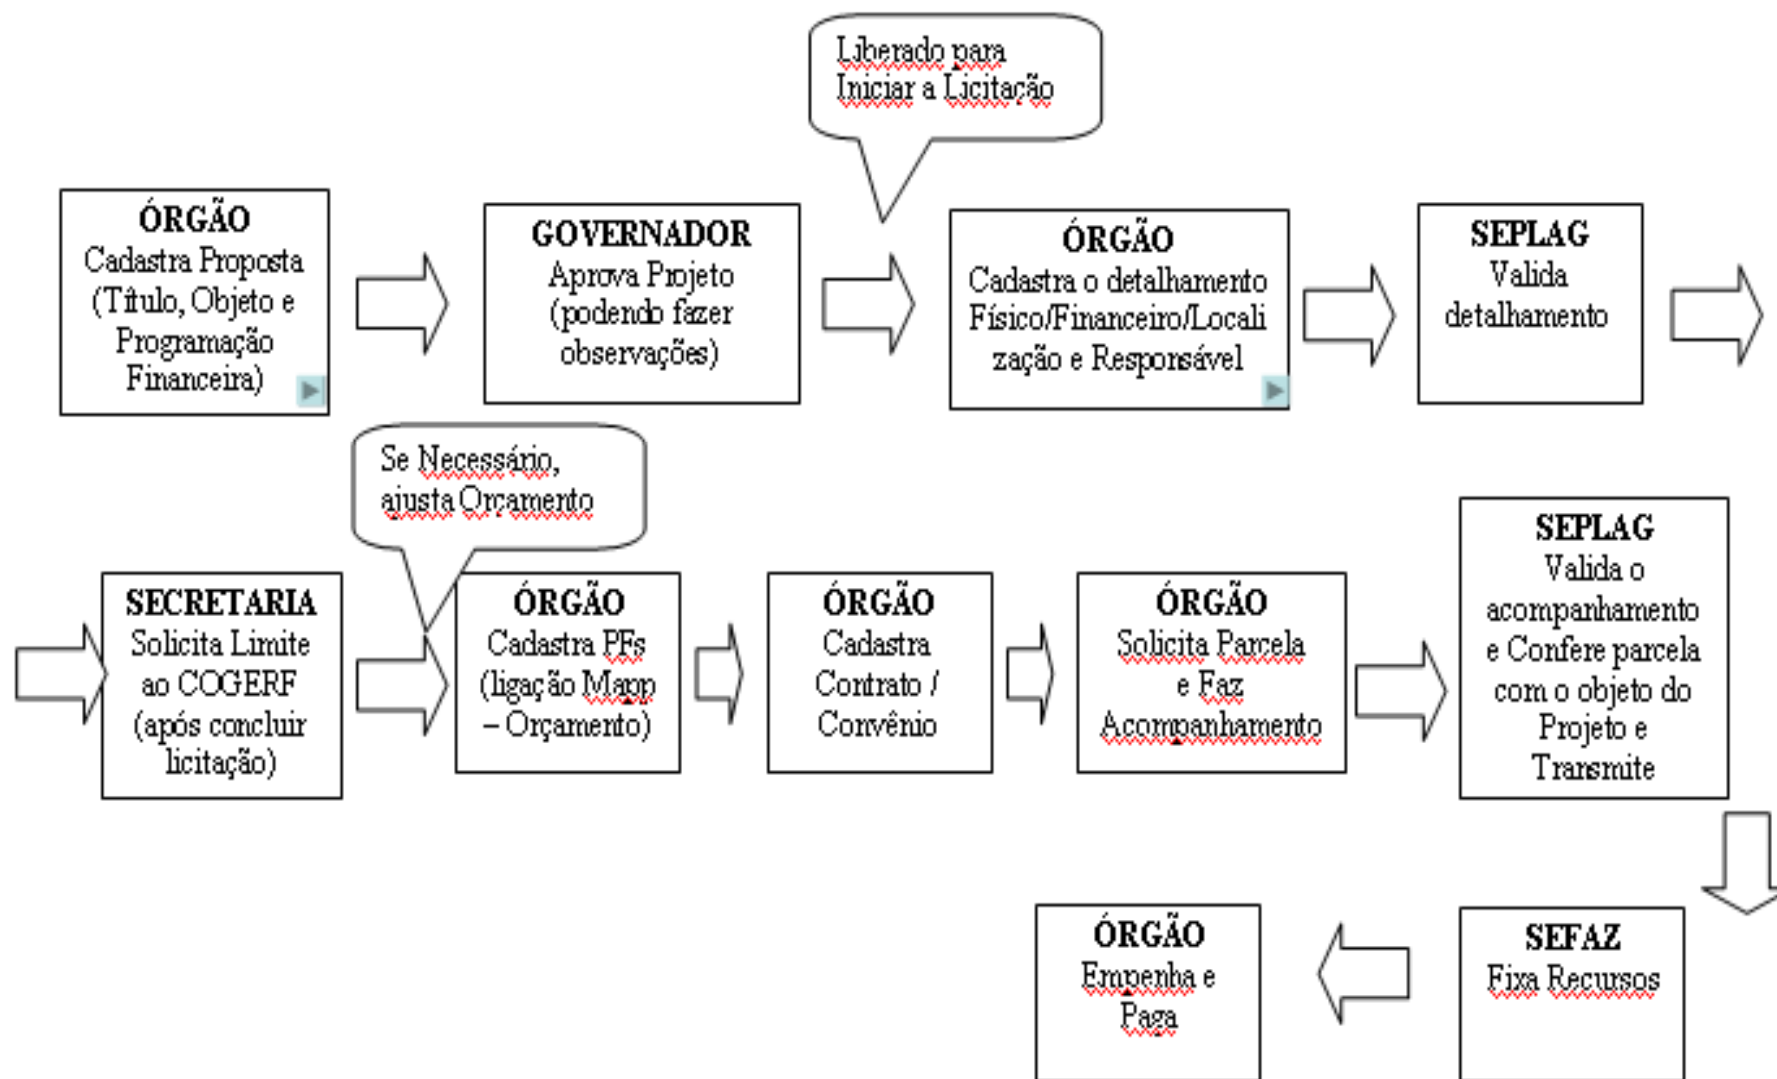 Liberado para
Iniciar a Licitação
ÓRGÃO
Cadastra Proposta
(Título, Objeto e
Programação
Financeira)
GOVERNADOR
Aprova Projeto
(podendo fazer
observações)
ÓRGÃO
Cadastra o detalhamento
Físico/Financeiro/Locali
zação e Responsável
SEPLAG
Valida
detalhamento
Se Necessário,
ajusta Orçamento
SECRETARIA
Solicita Limite
ao COGERF
(após concluir
licitação)
ÓRGÃO
Cadastra PFs
(ligação Mapp
– Orçamento)
ÓRGÃO
Cadastra
Contrato /
Convênio
ÓRGÃO
Solicita Parcela
e Faz
Acompanhamento
SEPLAG
Valida o
acompanhamento
e Confere parcela
com o objeto do
Projeto e
Transmite
ÓRGÃO
Empenha e
Paga
SEFAZ
Fixa Recursos